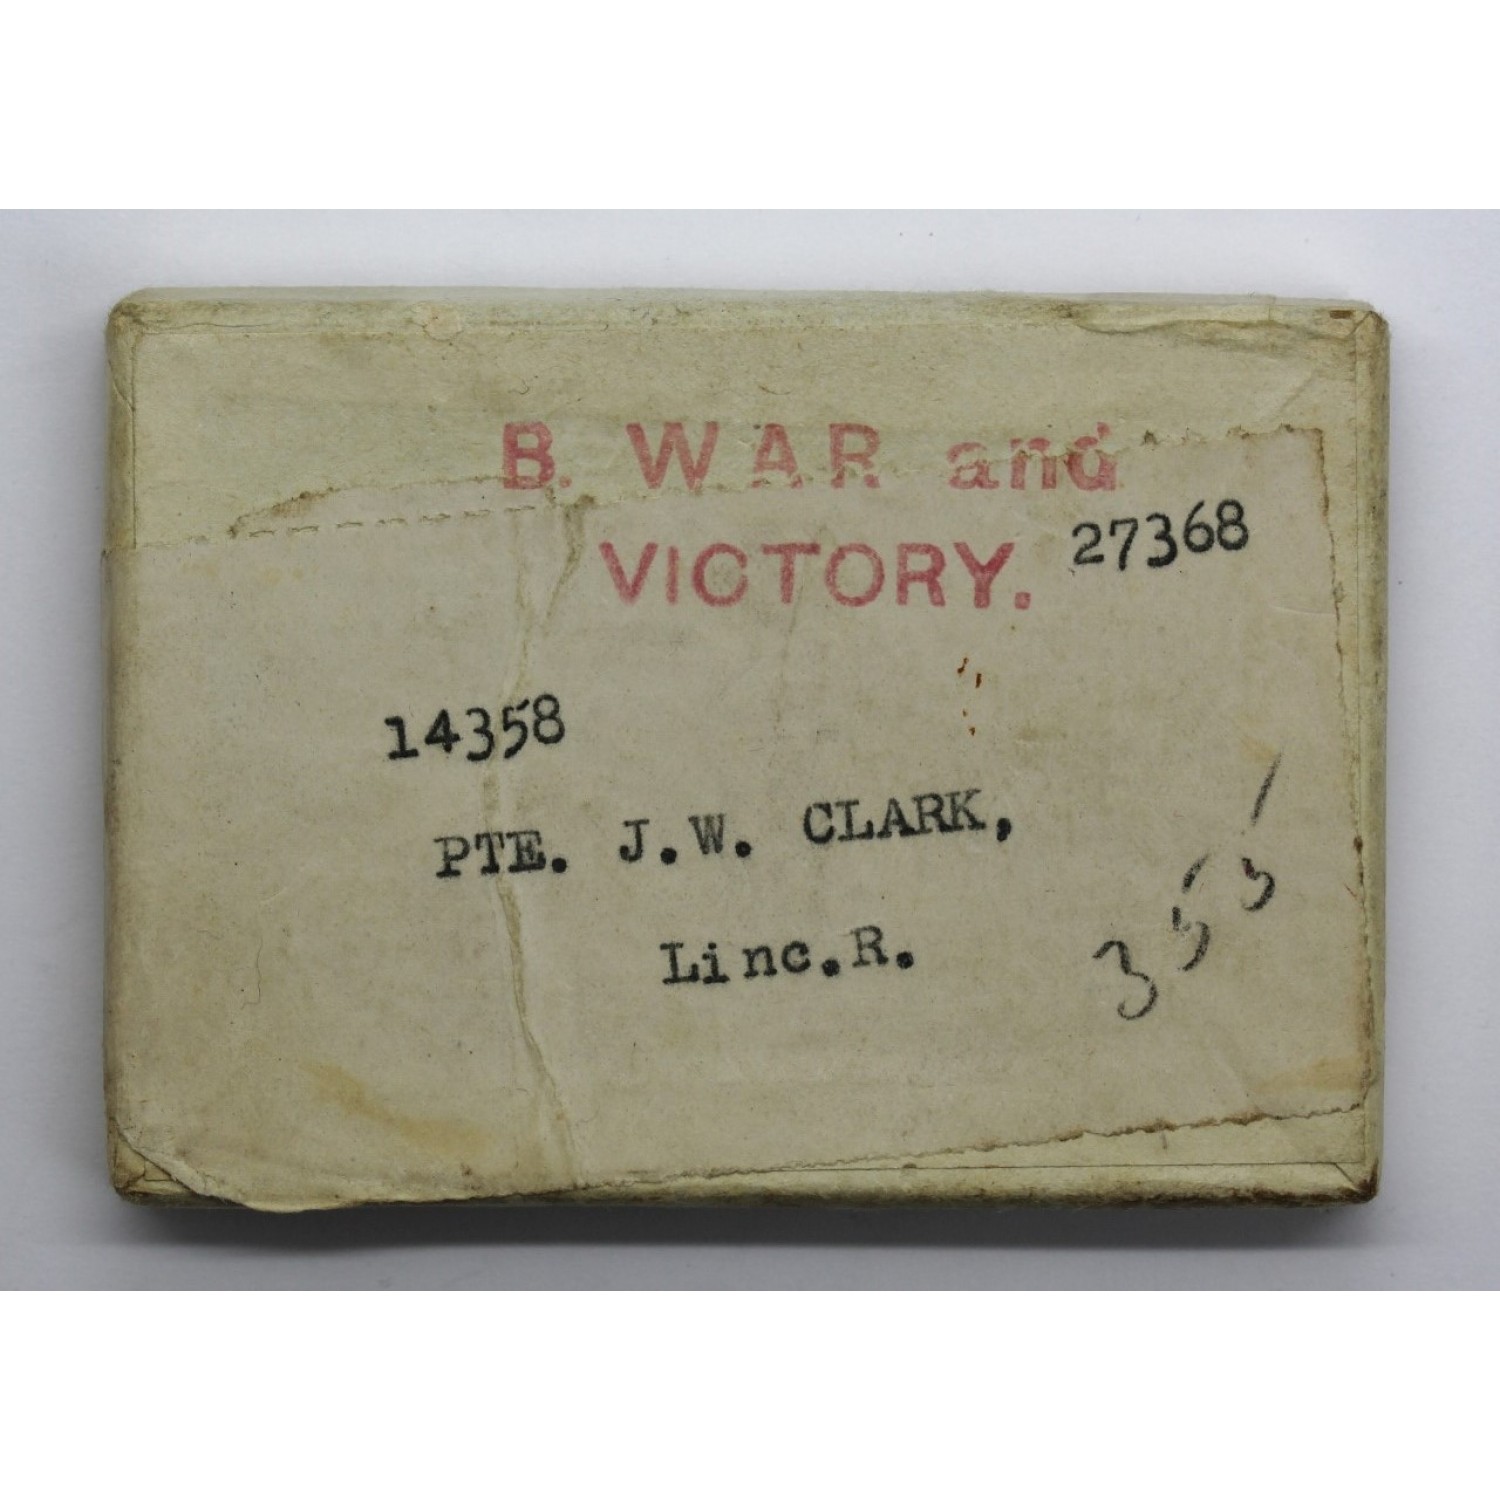 B. WAR and
VICTORY.
27368
14358
PTE. J.W. CLARK,
Linc.R.